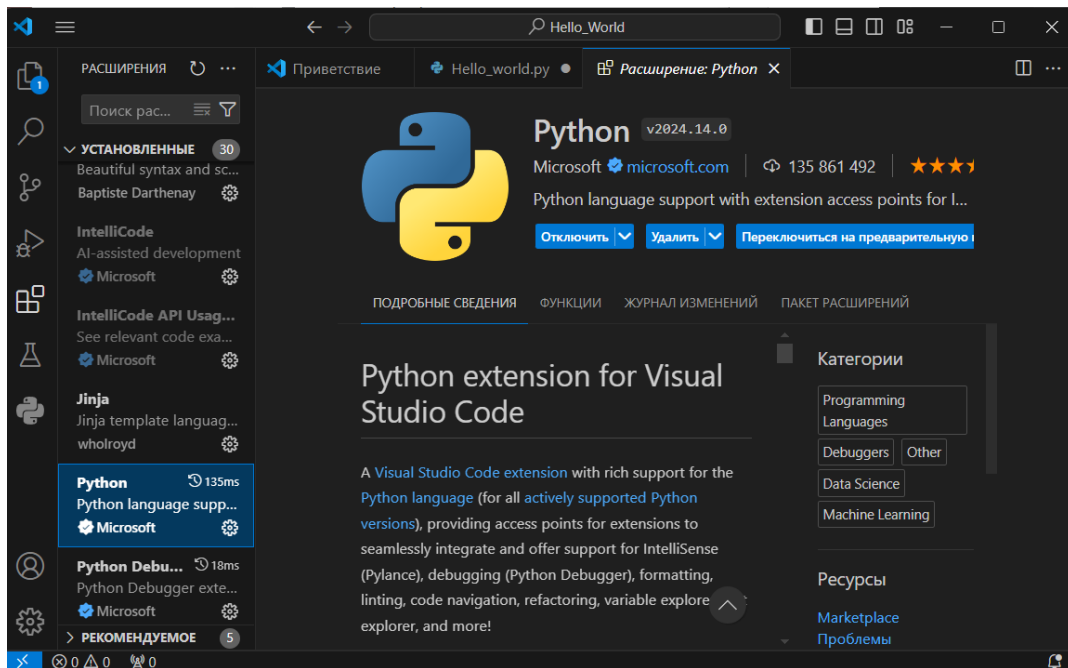 Hello_World
РАСШИРЕНИЯ
Приветствие
Hello_world.py
Расширение: Python
1
Поиск рас...
УСТАНОВЛЕННЫЕ 30
Beautiful syntax and sc...
Baptiste Darthenay
IntelliCode
AI-assisted development
Microsoft
IntelliCode API Usag...
See relevant code exa...
Microsoft
Jinja
Jinja template languag...
wholroyd
Python 135ms
Python language supp...
Microsoft
Python Debu... 18ms
Python Debugger exte...
Microsoft
РЕКОМЕНДУЕМОЕ 5
Python v2024.14.0
Microsoft microsoft.com 135 861 492
Python language support with extension access points for I...
Отключить Удалить Переключиться на предварительную
ПОДРОБНЫЕ СВЕДЕНИЯ ФУНКЦИИ ЖУРНАЛ ИЗМЕНЕНИЙ ПАКЕТ РАСШИРЕНИЙ
Python extension for Visual
Studio Code
A Visual Studio Code extension with rich support for the
Python language (for all actively supported Python
versions), providing access points for extensions to
seamlessly integrate and offer support for IntelliSense
(Pylance), debugging (Python Debugger), formatting,
linting, code navigation, refactoring, variable explore
explorer, and more!
Категории
Programming
Languages
Debuggers Other
Data Science
Machine Learning
Ресурсы
Marketplace
Проблемы
0 0 0